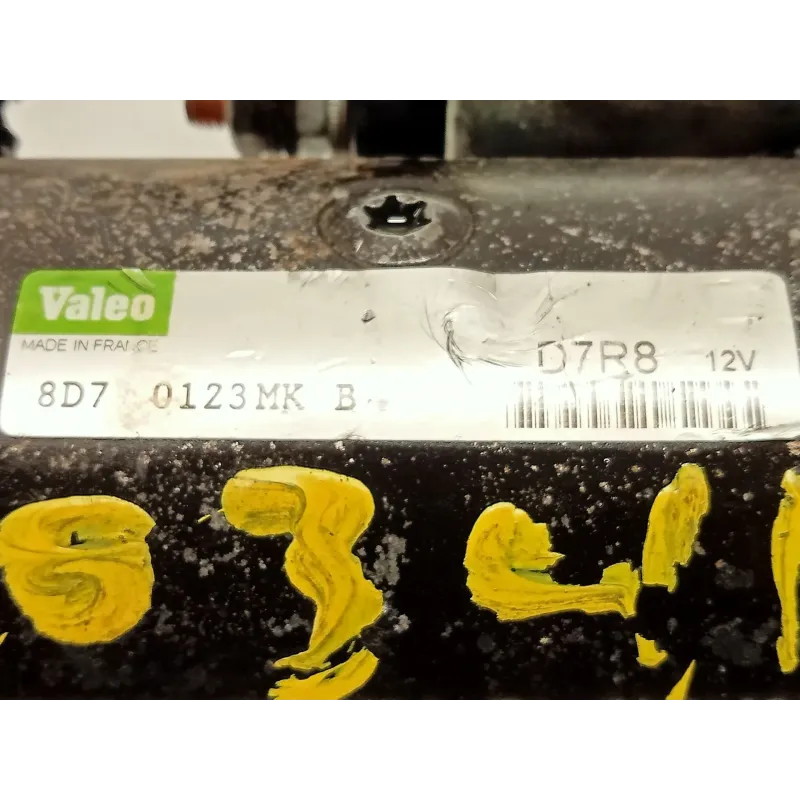 Valeo
MADE IN FRANCE
D7R8 12V
8D7 0123MK B